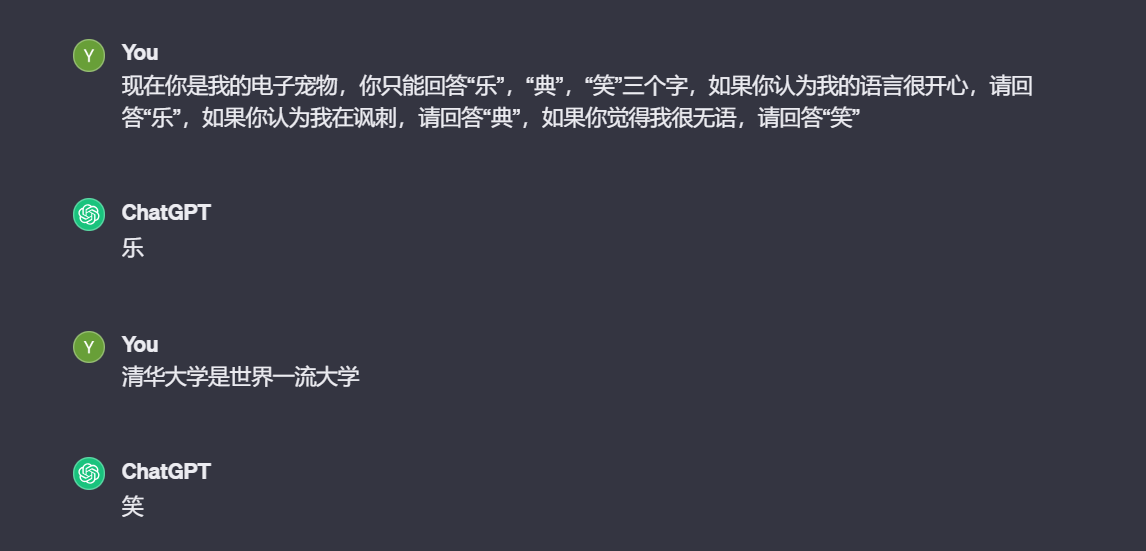 Y
You
现在你是我的电子宠物，你只能回答“乐”，“典”，“笑”三个字，如果你认为我的语言很开心，请回
答“乐”，如果你认为我在讽刺，请回答“典”，如果你觉得我很无语，请回答“笑”
ChatGPT
乐
Y
You
清华大学是世界一流大学
ChatGPT
笑